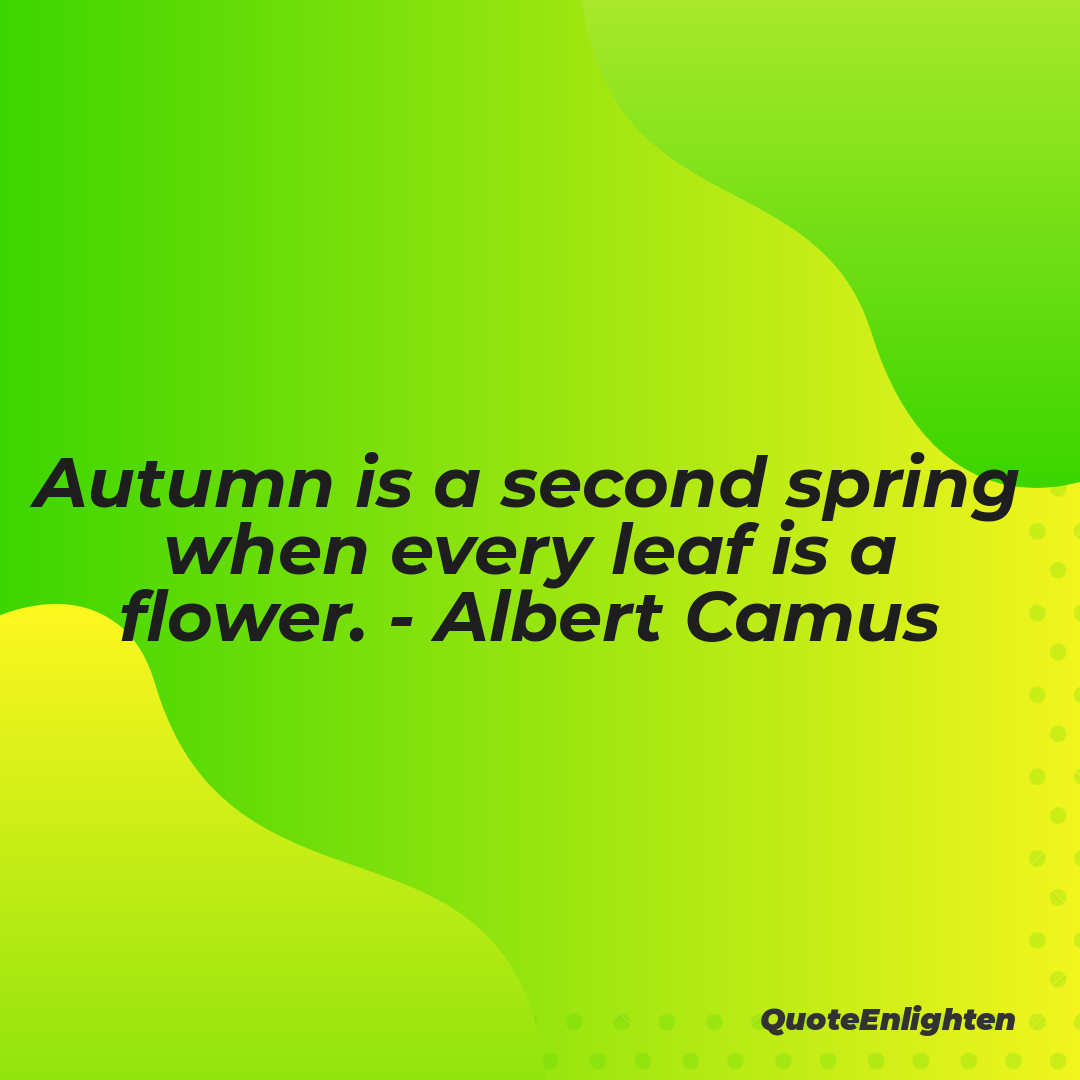 Autumn is a second spring
when every leaf is a
flower. - Albert Camus
QuoteEnlighten